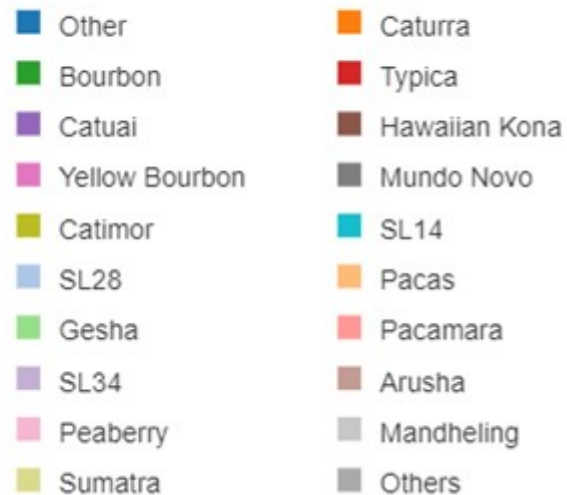 Other Caturra
Bourbon Typica
Catuai Hawaiian Kona
Yellow Bourbon Mundo Novo
Catimor SL14
SL28 Pacas
Gesha Pacamara
SL34 Arusha
Peaberry Mandheling
Sumatra Others